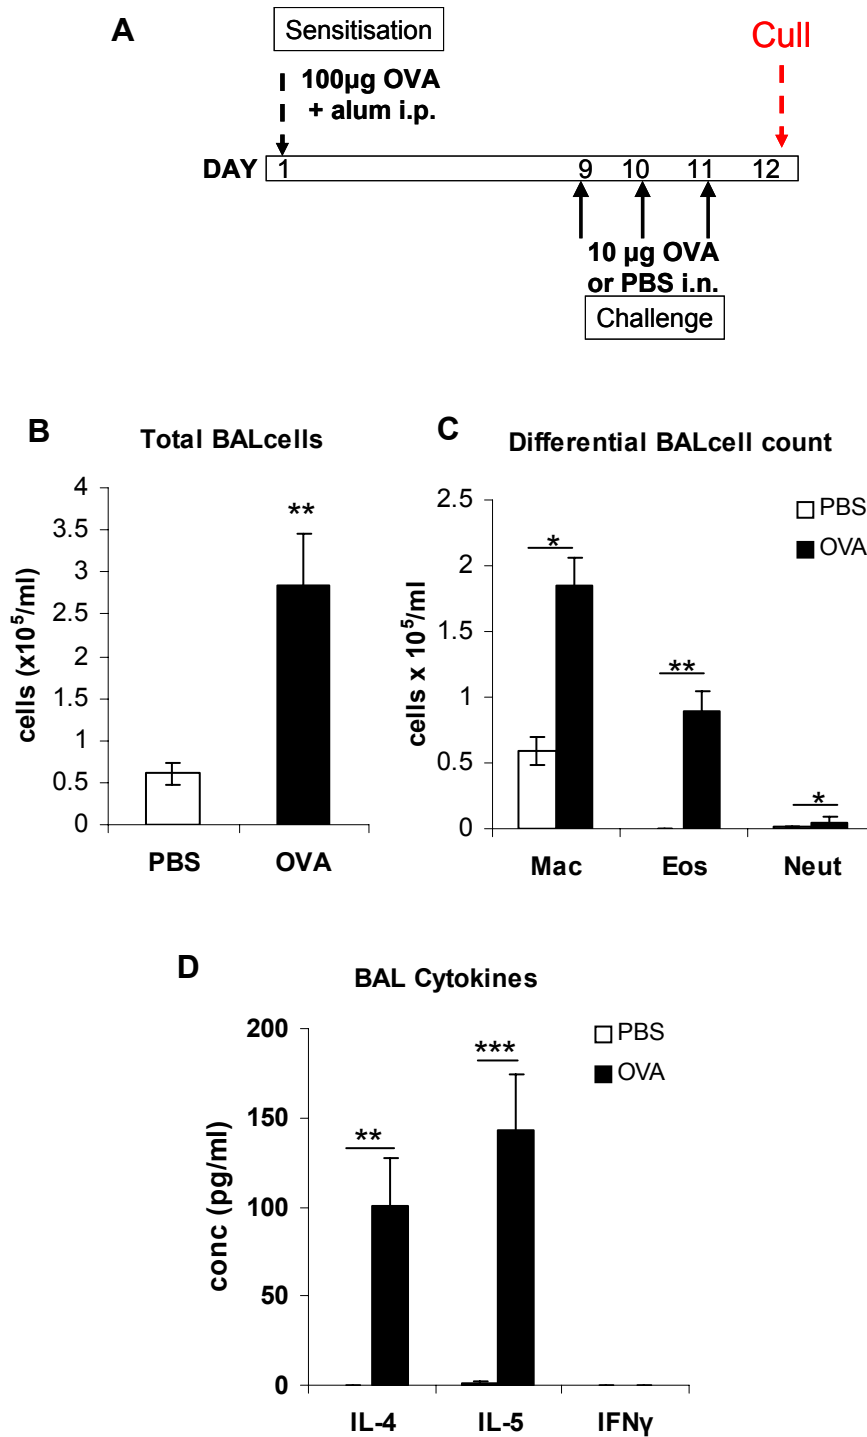 A
Sensitisation
Cull
100µg OVA
+ alum i.p.
DAY 1 9 10 11 12
10 µg OVA
or PBS i.n.
Challenge
B
Total BALcells
cells (x10⁵/ml)
4
3.5
3
2.5
2
1.5
1
0.5
0
**
PBS OVA
C
Differential BALcell count
cells x 10⁵/ml
2.5
2
1.5
1
0.5
0
PBS
OVA
*
**
*
Mac Eos Neut
D
BAL Cytokines
conc (pg/ml)
200
150
100
50
0
PBS
OVA
**
***
IL-4 IL-5 IFNγ